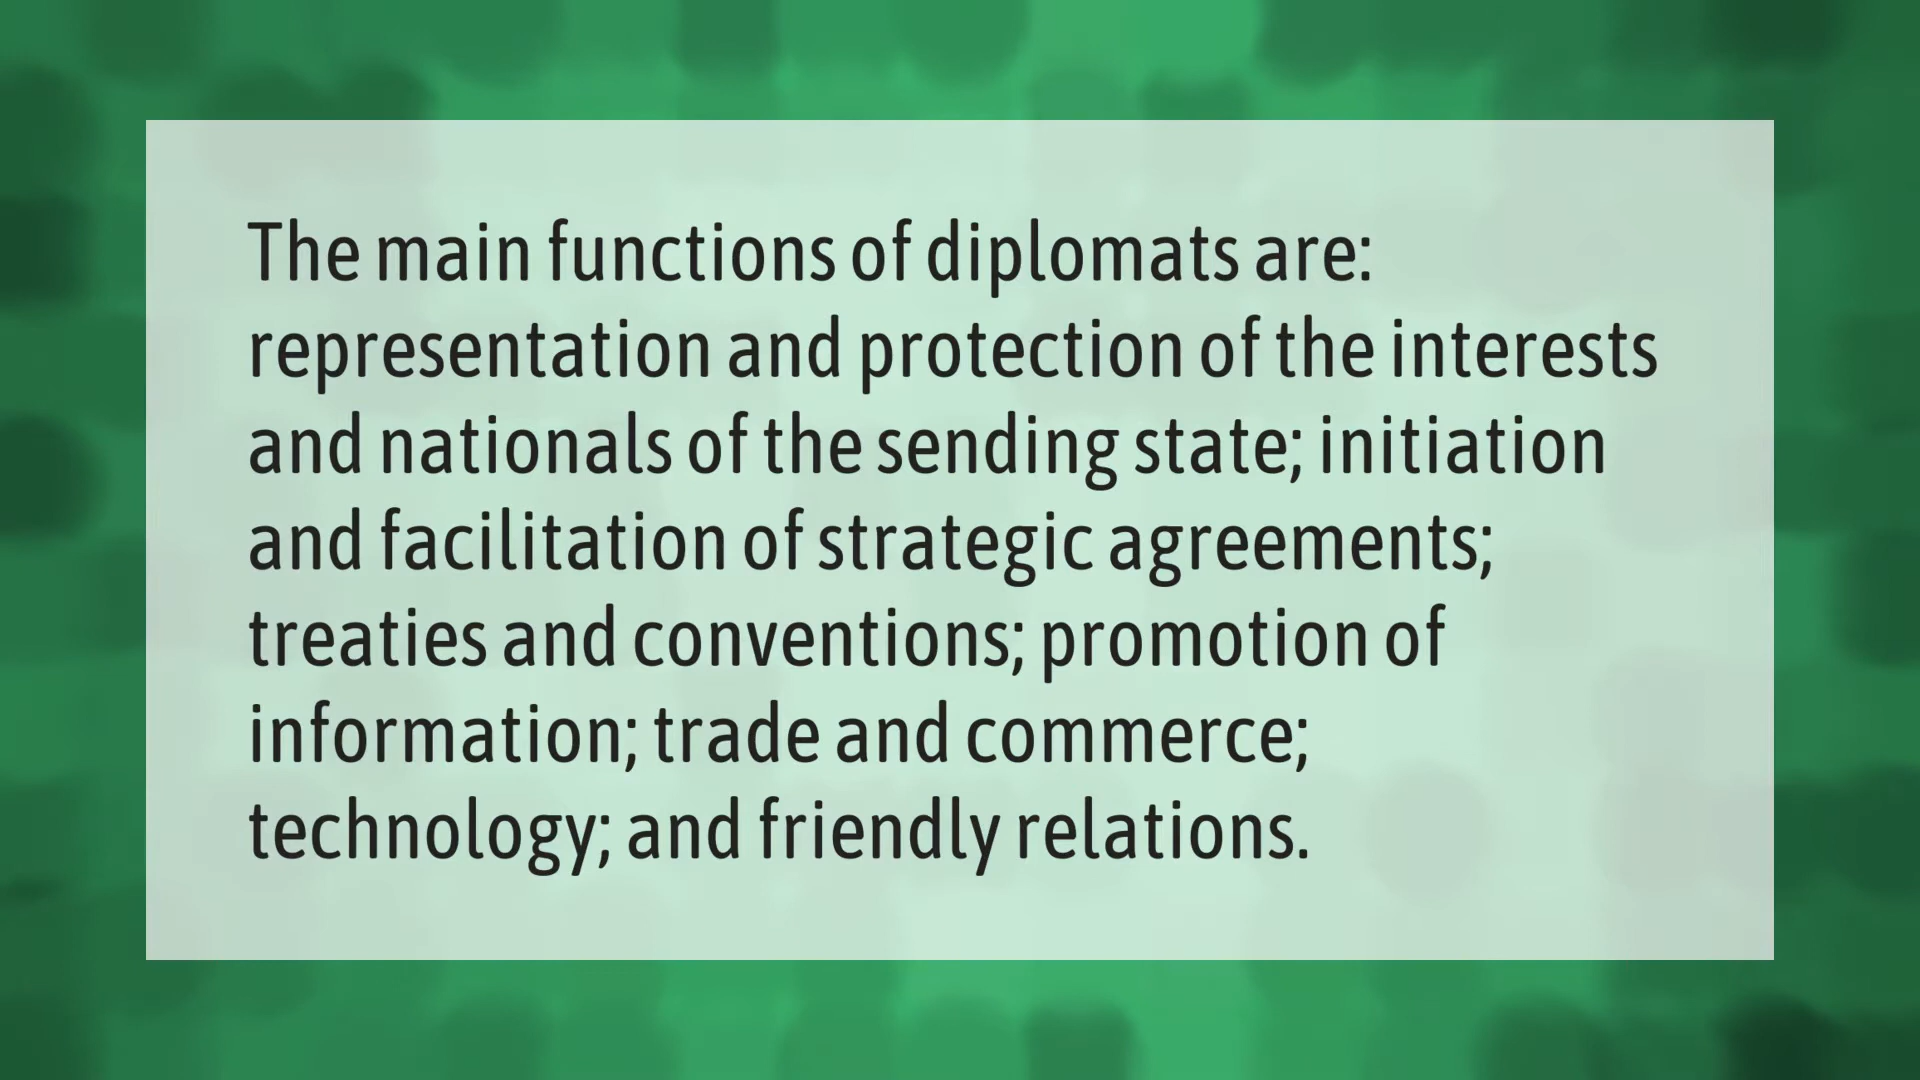 The main functions of diplomats are:
representation and protection of the interests
and nationals of the sending state; initiation
and facilitation of strategic agreements;
treaties and conventions; promotion of
information; trade and commerce;
technology; and friendly relations.